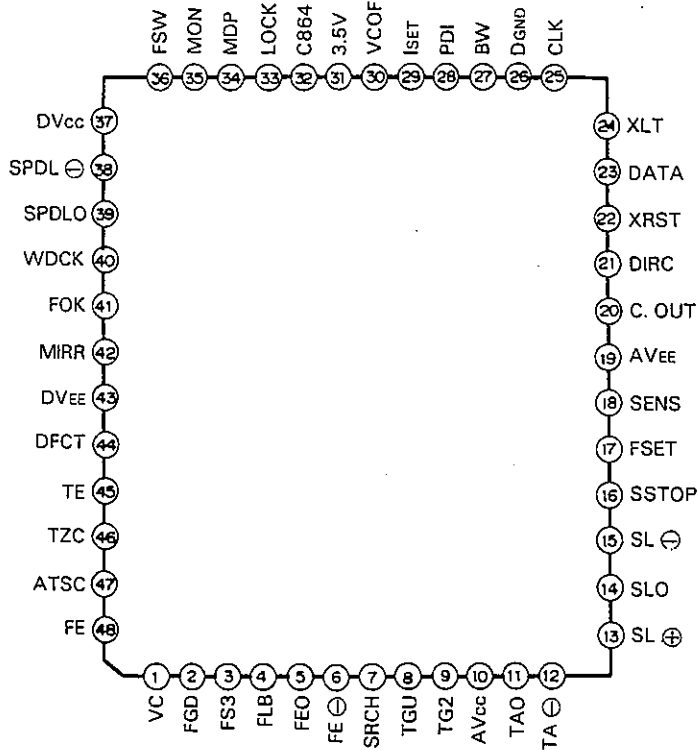 FSW MON MDP LOCK C864 3.5V VCOF ISET PDI BW DGND CLK
36 35 34 33 32 31 30 29 28 27 26 25
DVcc 37
SPDL ⊖ 38
SPDLO 39
WDCK 40
FOK 41
MIRR 42
DVEE 43
DFCT 44
TE 45
TZC 46
ATSC 47
FE 48
24 XLT
23 DATA
22 XRST
21 DIRC
20 C. OUT
19 AVEE
18 SENS
17 FSET
16 SSTOP
15 SL ⊖
14 SLO
13 SL ⊕
1 2 3 4 5 6 7 8 9 10 11 12
VC FGD FS3 FLB FEO FE ⊖ SRCH TGU TG2 AVcc TAO TA ⊖